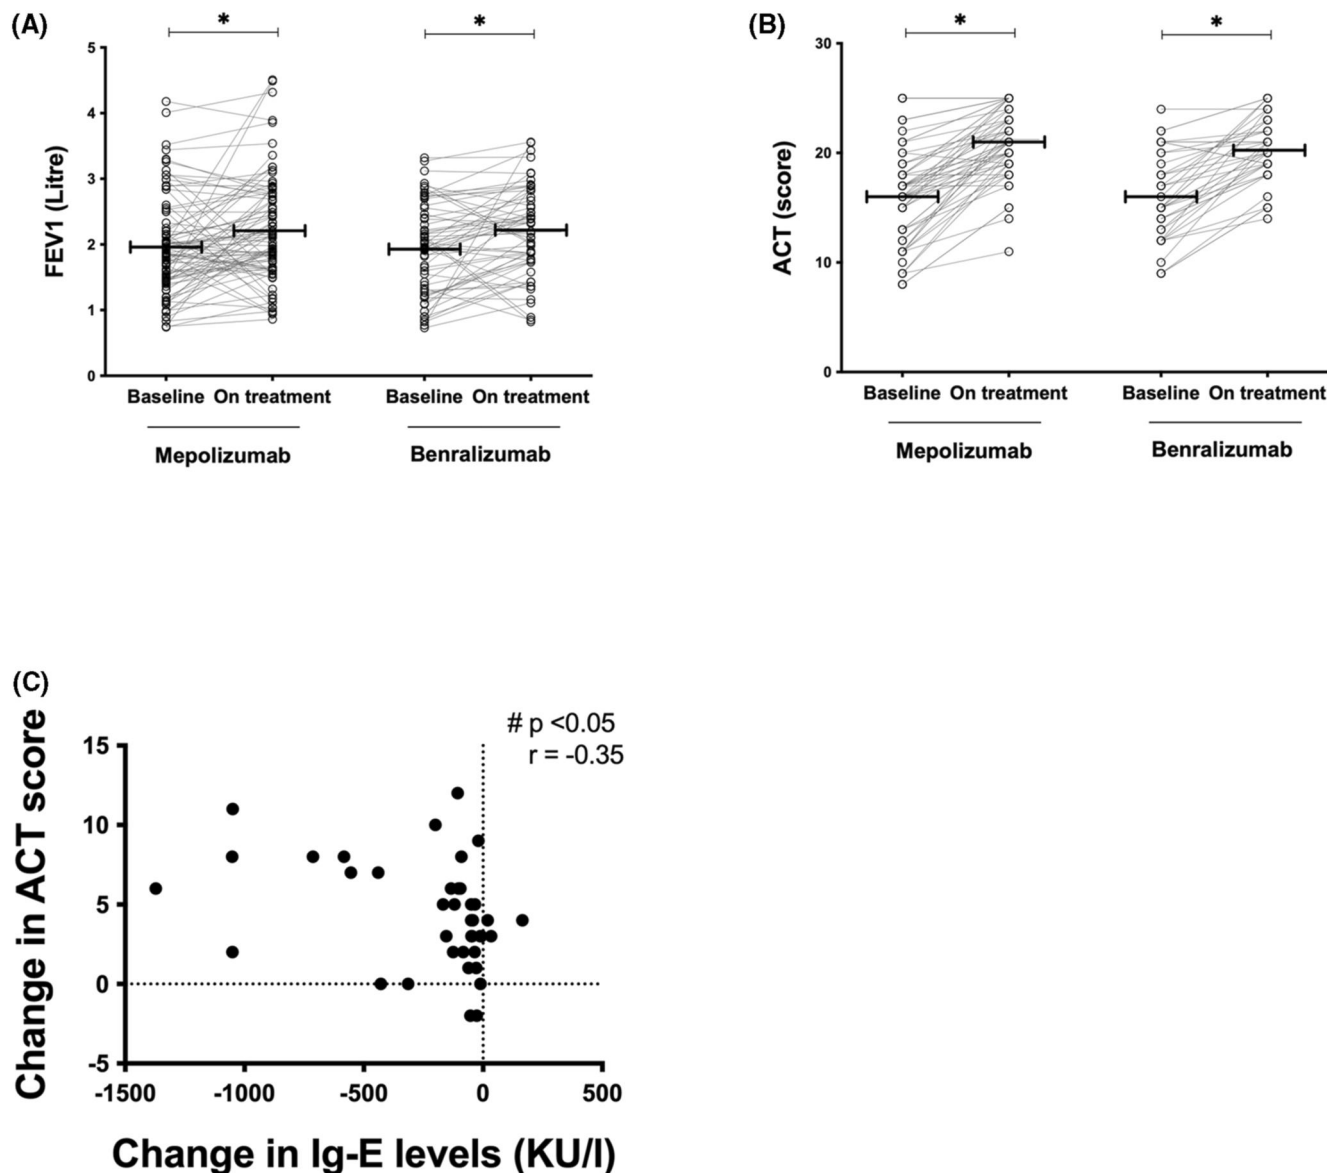 (A)
*
*
5
4
3
2
1
0
FEV1 (Litre)
Baseline On treatment
Baseline On treatment
Mepolizumab
Benralizumab
(B)
*
*
30
20
10
0
ACT (score)
Baseline On treatment
Baseline On treatment
Mepolizumab
Benralizumab
(C)
# p <0.05
r = -0.35
15
10
5
0
-5
Change in ACT score
-1500 -1000 -500 0 500
Change in Ig-E levels (KU/l)